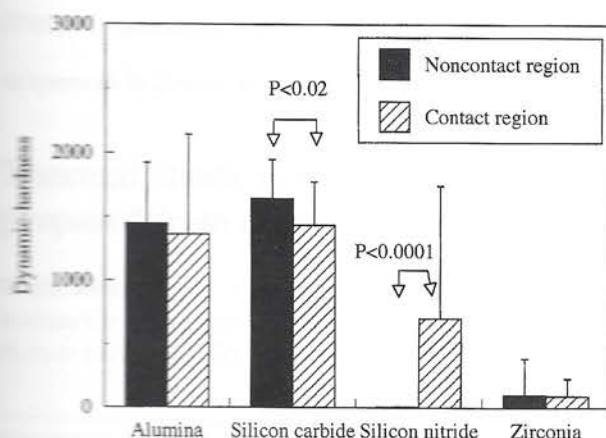 3000
Noncontact region
Contact region
P<0.02
2000
Dynamic hardness
P<0.0001
1000
0
Alumina Silicon carbide Silicon nitride Zirconia